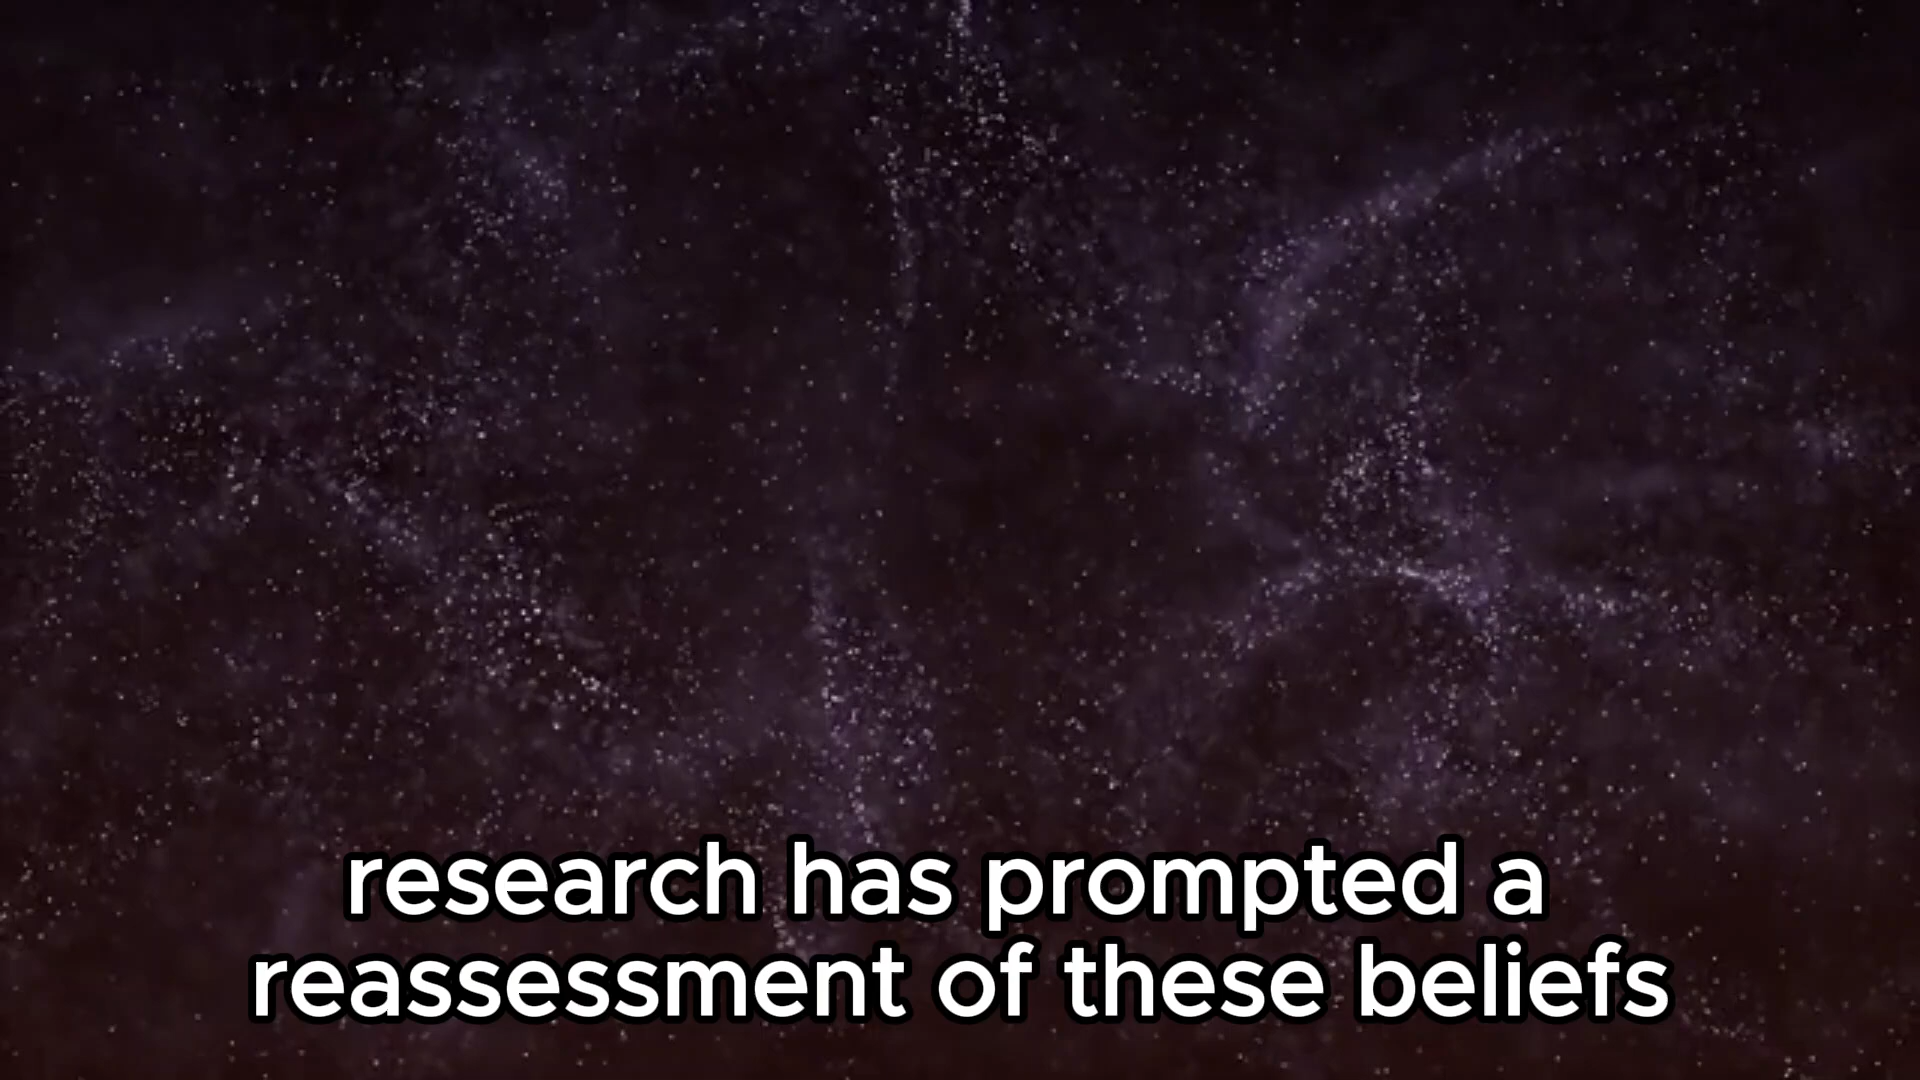 research has prompted a
reassessment of these beliefs